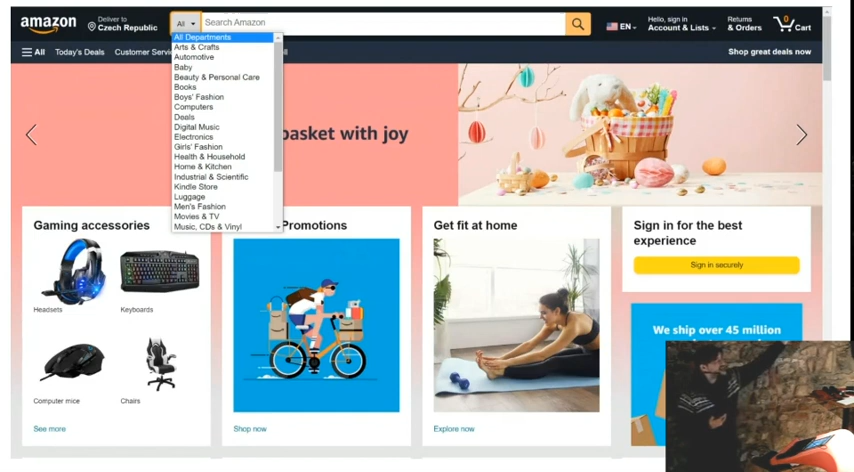 amazon
Deliver to
Czech Republic
All
Search Amazon
EN
Hello, sign in
Account & Lists
Returns
& Orders
0
Cart
All
Today's Deals
Customer Servi
Shop great deals now
All Departments
Arts & Crafts
Automotive
Baby
Beauty & Personal Care
Books
Boys' Fashion
Computers
Deals
Digital Music
Electronics
Girls' Fashion
Health & Household
Home & Kitchen
Industrial & Scientific
Kindle Store
Luggage
Men's Fashion
Movies & TV
Music, CDs & Vinyl
basket with joy
Gaming accessories
Headsets
Keyboards
Computer mice
Chairs
See more
Promotions
Shop now
Get fit at home
Explore now
Sign in for the best
experience
Sign in securely
We ship over 45 million